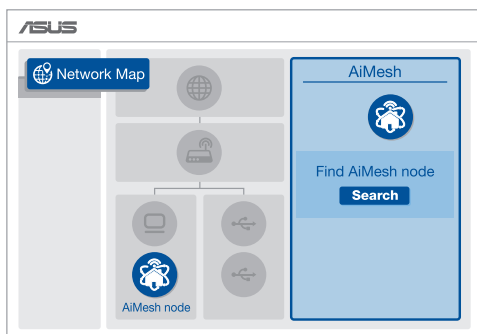 ASUS
Network Map
AiMesh
Find AiMesh node
Search
AiMesh node